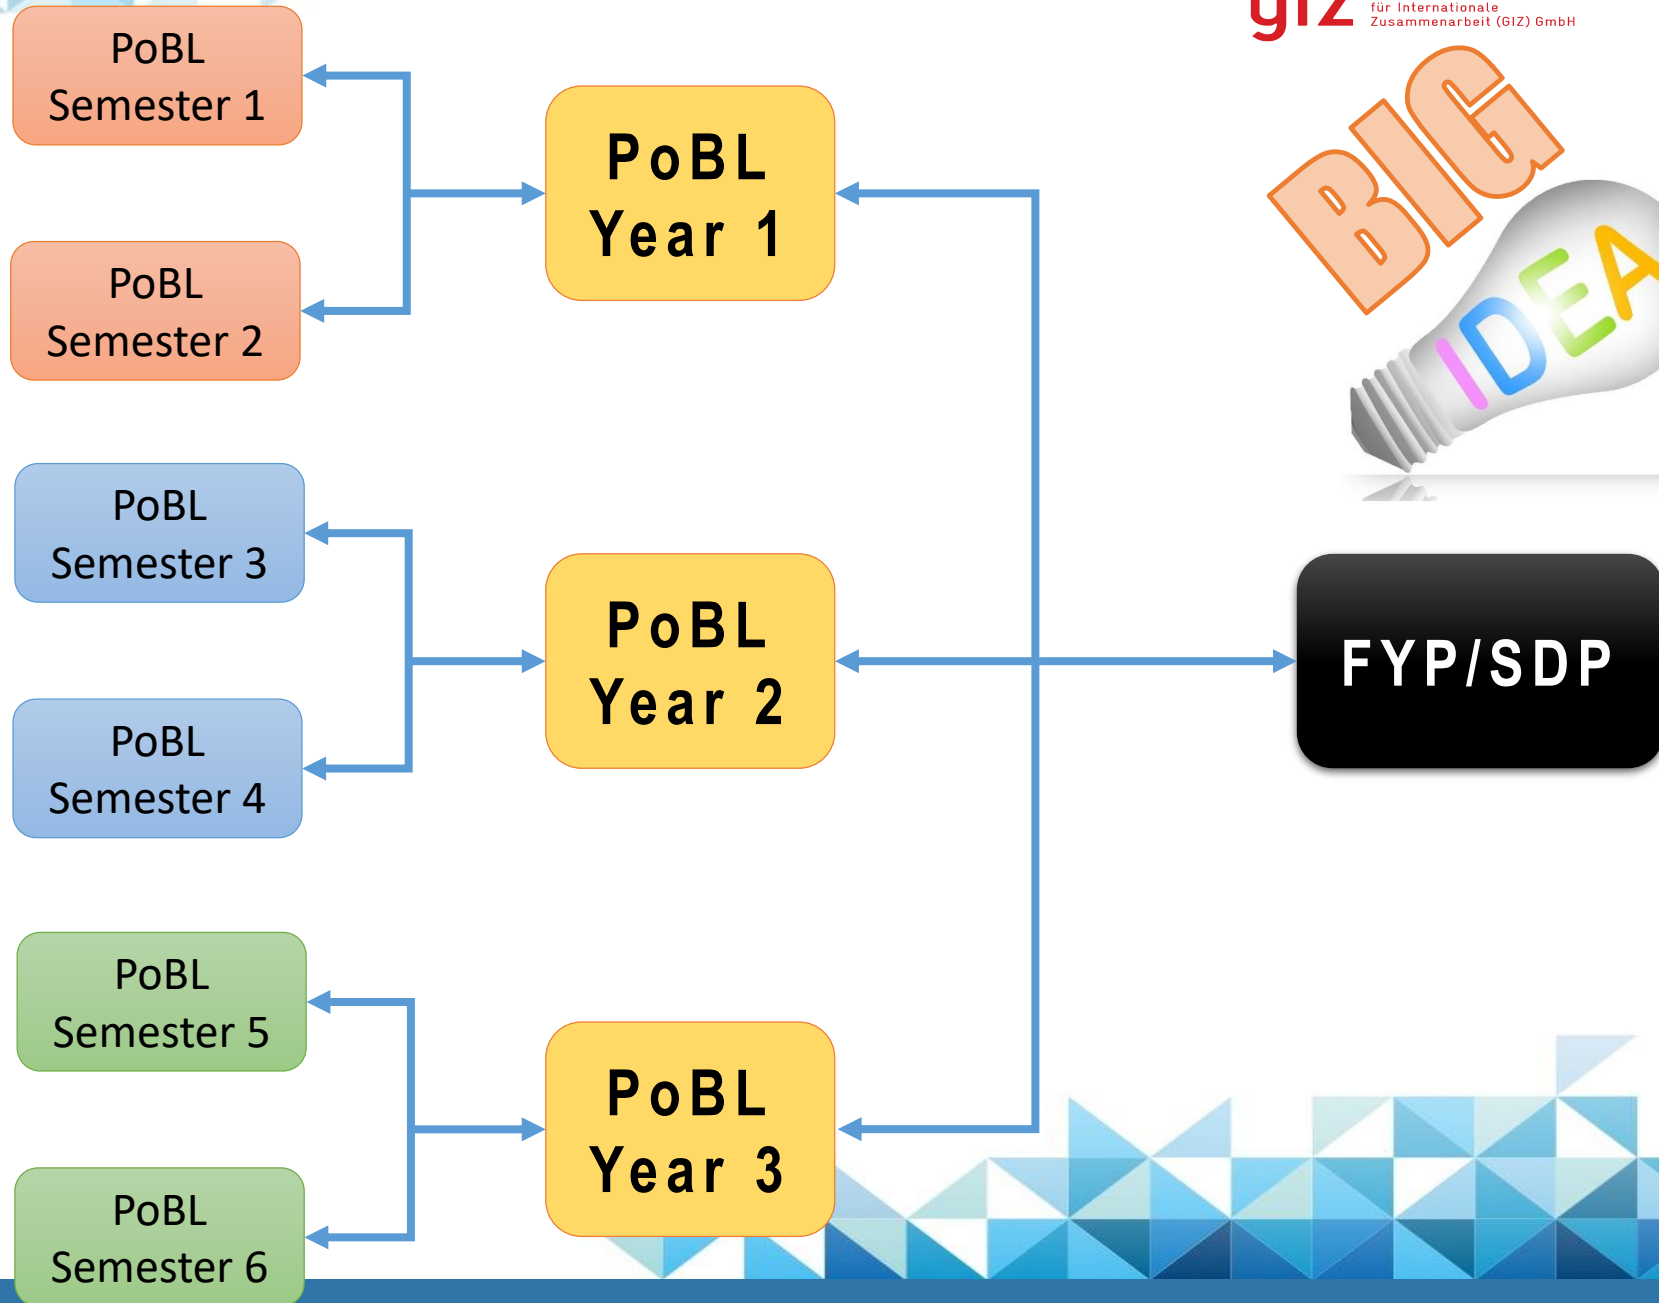 giz
für Internationale
Zusammenarbeit (GIZ) GmbH
BIG
IDEA
PoBL
Semester 1
PoBL
Semester 2
PoBL
Year 1
PoBL
Semester 3
PoBL
Semester 4
PoBL
Year 2
FYP/SDP
PoBL
Semester 5
PoBL
Semester 6
PoBL
Year 3